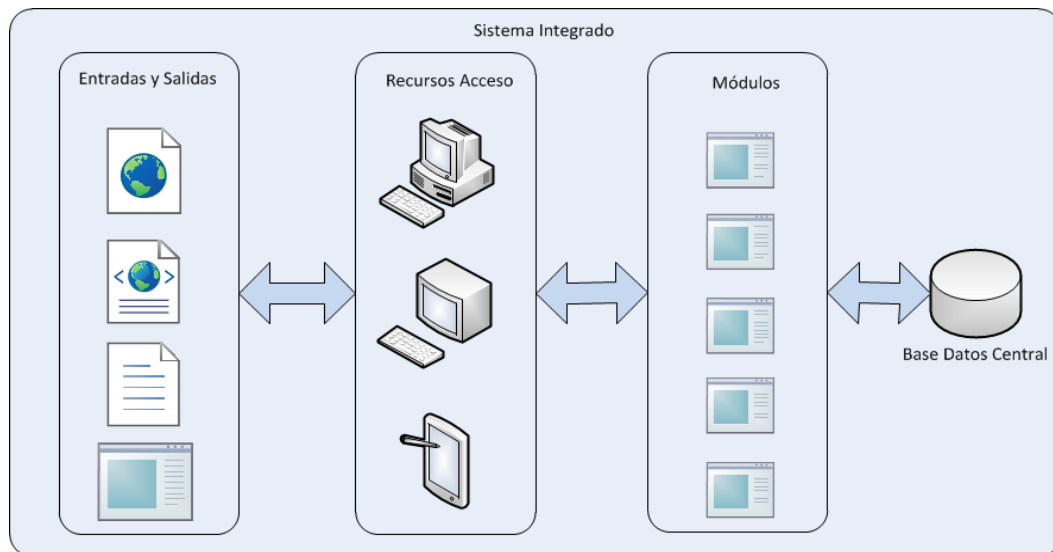 Sistema Integrado
Entradas y Salidas
Recursos Acceso
Módulos
Base Datos Central